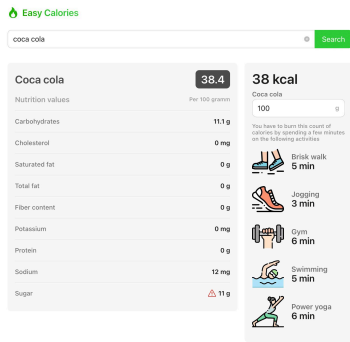 Easy Calories
coca cola
Search
Coca cola 38.4
Nutrition values Per 100 gramm
Carbohydrates 11.1 g
Cholesterol 0 mg
Saturated fat 0 g
Total fat 0 g
Fiber content 0 g
Potassium 0 mg
Protein 0 g
Sodium 12 mg
Sugar 11 g
38 kcal
Coca cola
100 g
You have to burn this count of
calories by spending a few minutes
on the following activities
Brisk walk
5 min
Jogging
3 min
Gym
6 min
Swimming
5 min
Power yoga
6 min